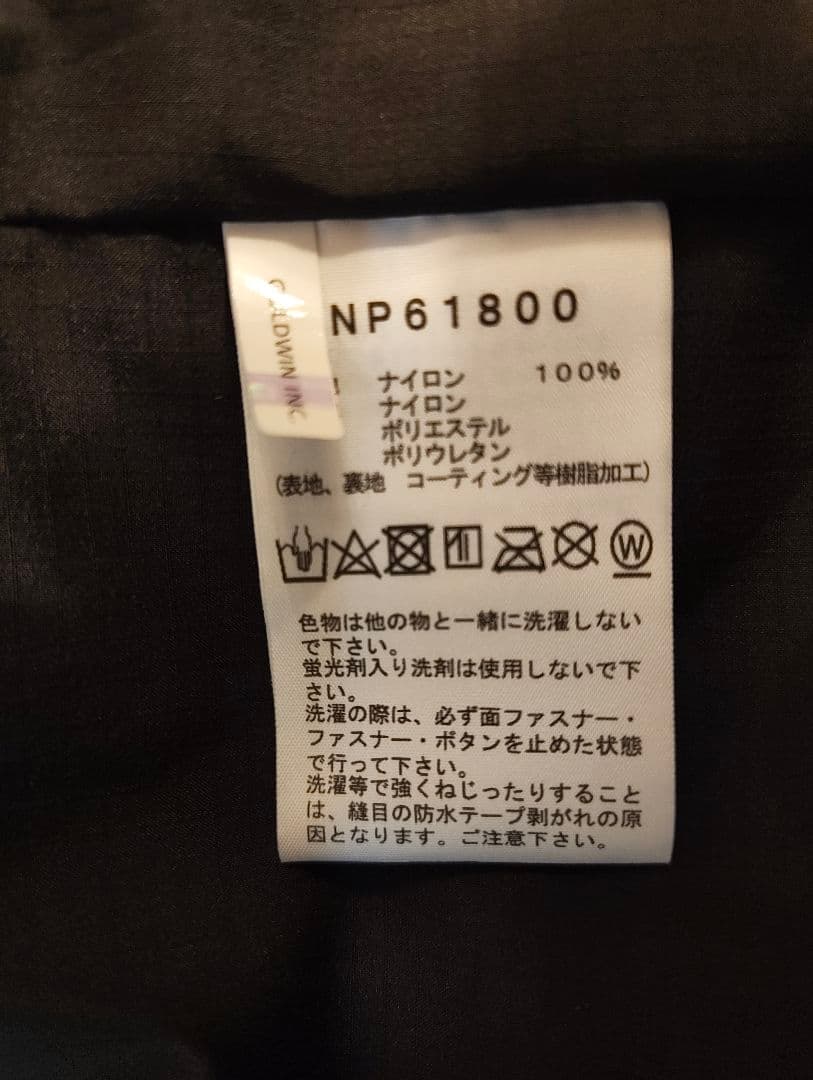 GOLDWIN INC.
NP61800
ナイロン 100%
ナイロン
ポリエステル
ポリウレタン
(表地、裏地 コーティング等樹脂加工)
W
色物は他の物と一緒に洗濯しない
で下さい。
蛍光剤入り洗剤は使用しないで下
さい。
洗濯の際は、必ず面ファスナー・
ファスナー・ボタンを止めた状態
で行って下さい。
洗濯等で強くねじったりすること
は、縫目の防水テープ剥がれの原
因となります。ご注意下さい。